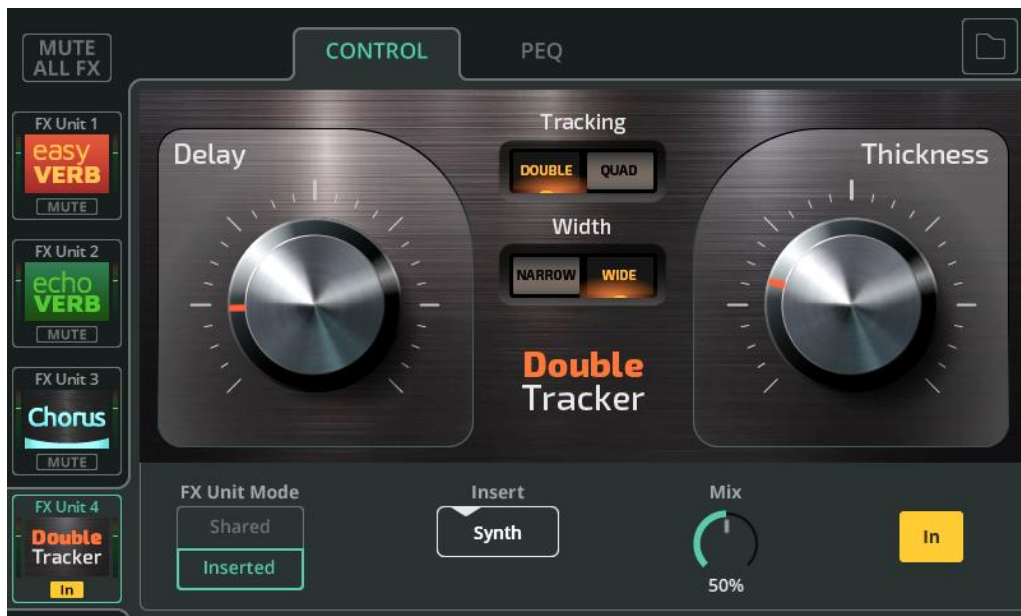 MUTE
ALL FX
CONTROL
PEQ
FX Unit 1
easy
VERB
MUTE
FX Unit 2
echo
VERB
MUTE
FX Unit 3
Chorus
MUTE
FX Unit 4
Double
Tracker
In
Delay
Tracking
DOUBLE QUAD
Width
NARROW WIDE
Double
Tracker
Thickness
FX Unit Mode
Shared
Inserted
Insert
Synth
Mix
50%
In